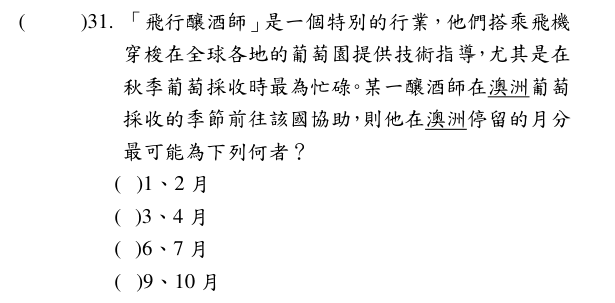 (　　)31. 「飛行釀酒師」是一個特別的行業，他們搭乘飛機
穿梭在全球各地的葡萄園提供技術指導，尤其是在
秋季葡萄採收時最為忙碌。某一釀酒師在澳洲葡萄
採收的季節前往該國協助，則他在澳洲停留的月分
最可能為下列何者？
( )1、2 月
( )3、4 月
( )6、7 月
( )9、10 月